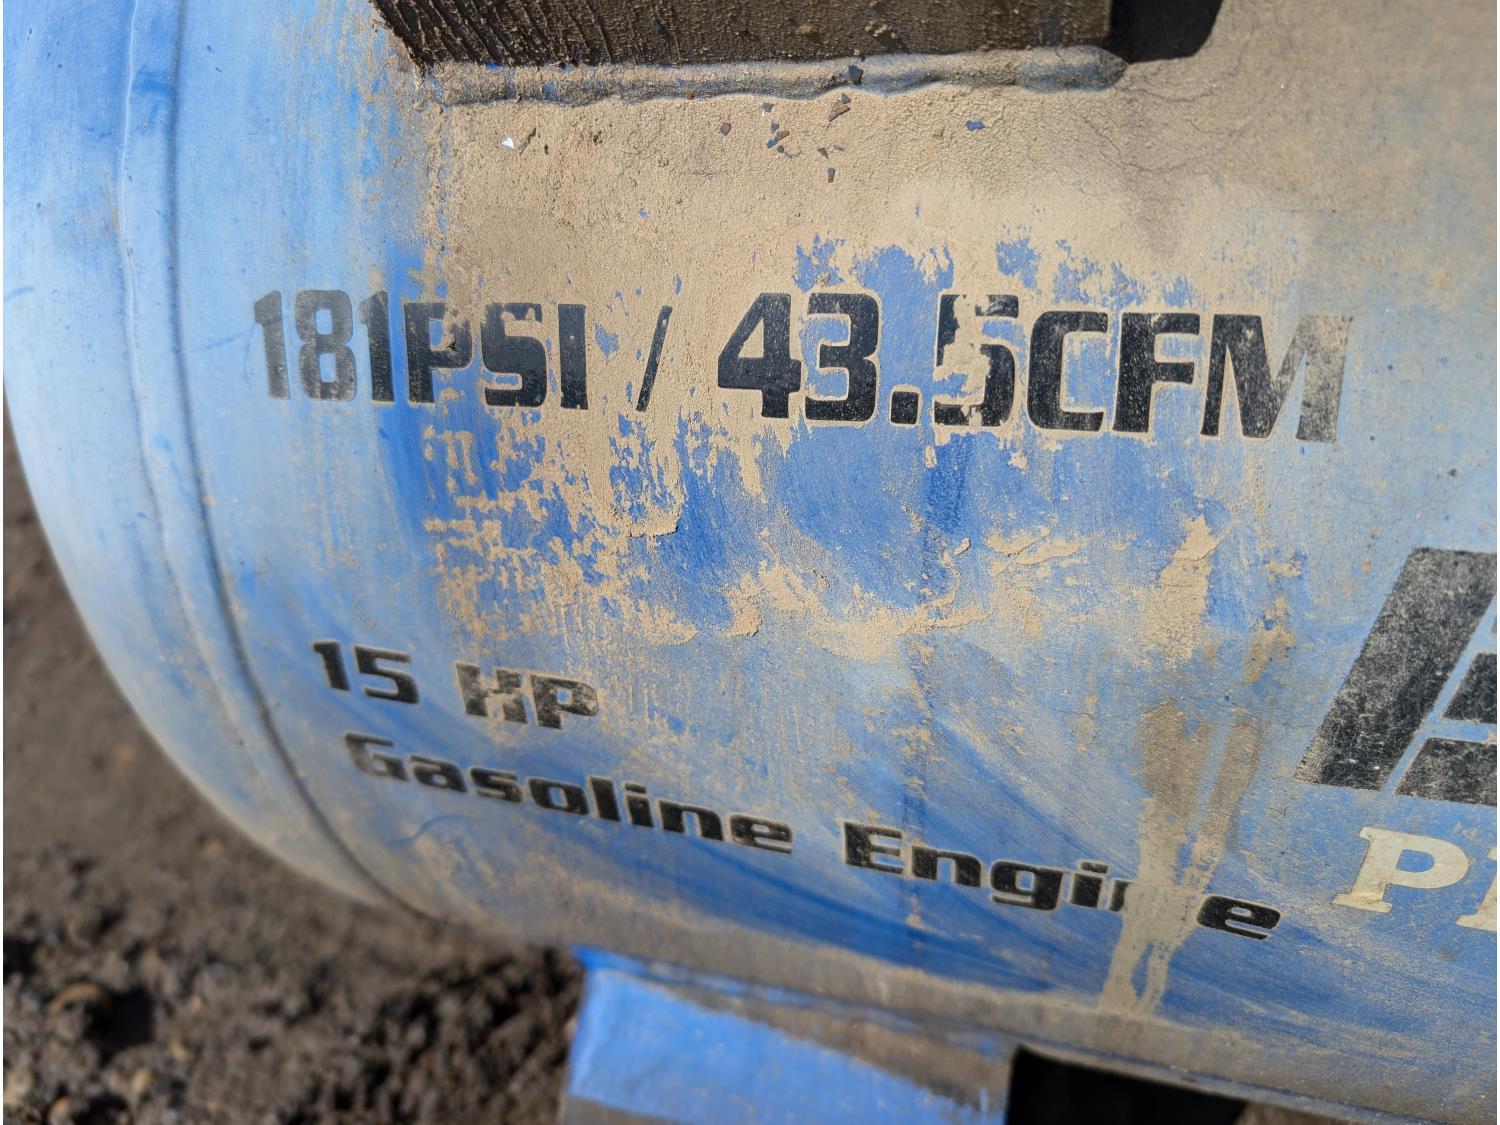 181PSI / 43.5CFM
15 HP
Gasoline Engine